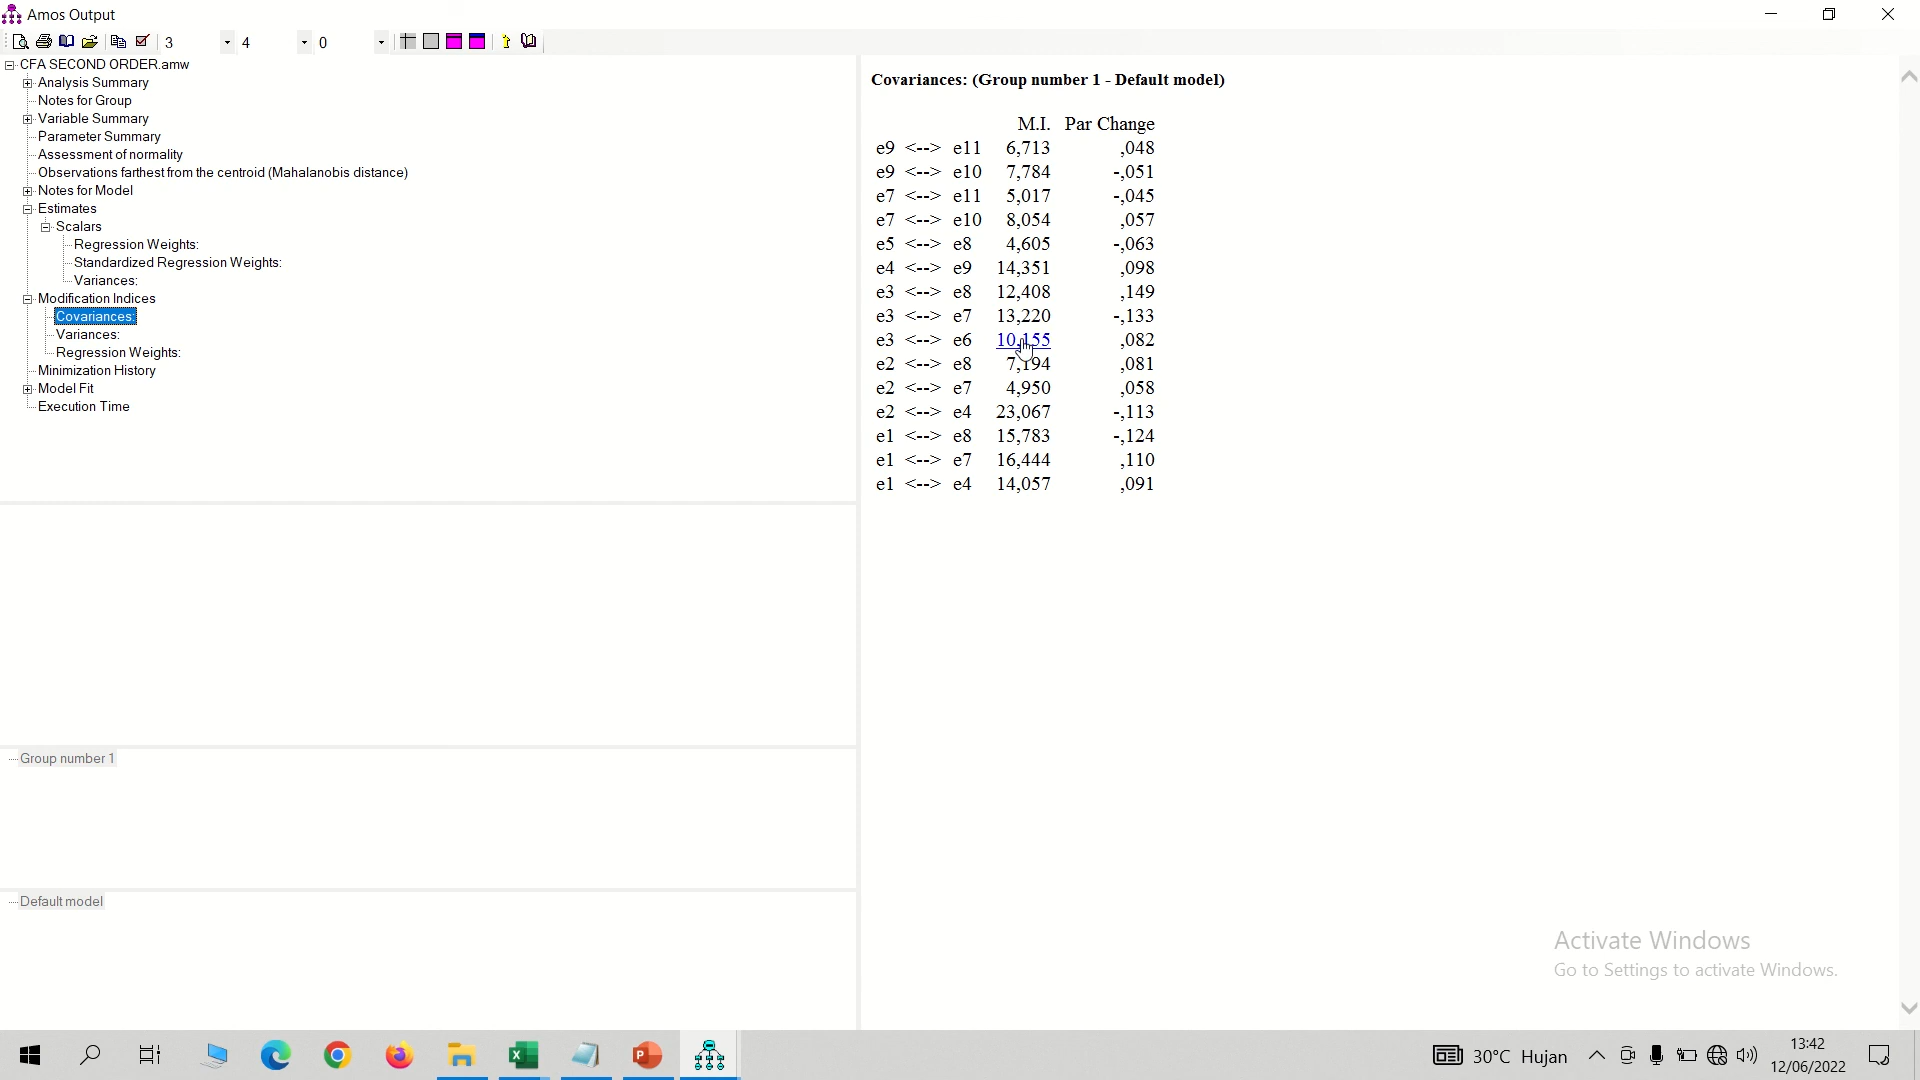 Amos Output
3 4 0
CFA SECOND ORDER.amw
Analysis Summary
Notes for Group
Variable Summary
Parameter Summary
Assessment of normality
Observations farthest from the centroid (Mahalanobis distance)
Notes for Model
Estimates
Scalars
Regression Weights:
Standardized Regression Weights:
Variances:
Modification Indices
Covariances:
Variances:
Regression Weights:
Minimization History
Model Fit
Execution Time
Group number 1
Default model
Covariances: (Group number 1 - Default model)
M.I. Par Change
e9 <--> e11 6,713 ,048
e9 <--> e10 7,784 -,051
e7 <--> e11 5,017 -,045
e7 <--> e10 8,054 ,057
e5 <--> e8 4,605 -,063
e4 <--> e9 14,351 ,098
e3 <--> e8 12,408 ,149
e3 <--> e7 13,220 -,133
e3 <--> e6 10,155 ,082
e2 <--> e8 7,194 ,081
e2 <--> e7 4,950 ,058
e2 <--> e4 23,067 -,113
e1 <--> e8 15,783 -,124
e1 <--> e7 16,444 ,110
e1 <--> e4 14,057 ,091
Activate Windows
Go to Settings to activate Windows.
30°C Hujan
13:42
12/06/2022